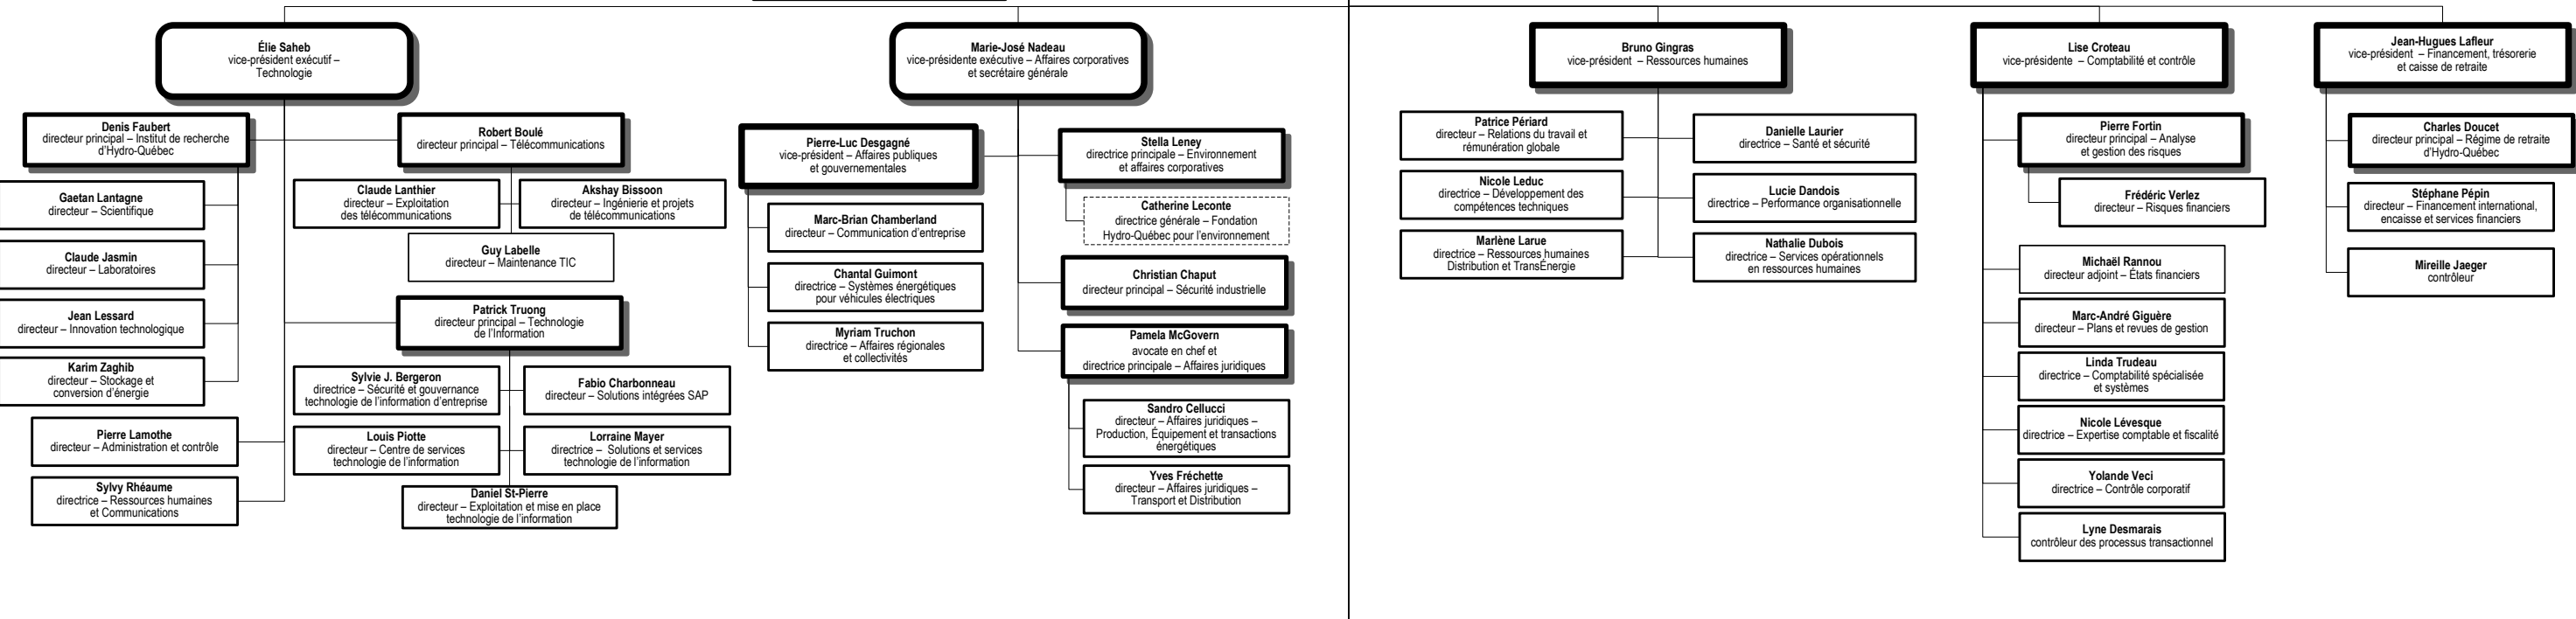 Élie Saheb
vice-président exécutif –
Technologie
Denis Faubert
directeur principal – Institut de recherche
d’Hydro-Québec
Gaetan Lantagne
directeur – Scientifique
Claude Jasmin
directeur – Laboratoires
Jean Lessard
directeur – Innovation technologique
Karim Zaghib
directeur – Stockage et
conversion d’énergie
Pierre Lamothe
directeur – Administration et contrôle
Sylvy Rhéaume
directrice – Ressources humaines
et Communications
Robert Boulé
directeur principal – Télécommunications
Claude Lanthier
directeur – Exploitation
des télécommunications
Akshay Bissoon
directeur – Ingénierie et projets
de télécommunications
Guy Labelle
directeur – Maintenance TIC
Patrick Truong
directeur principal – Technologie
de l’Information
Sylvie J. Bergeron
directrice – Sécurité et gouvernance
technologie de l’information d’entreprise
Fabio Charbonneau
directeur – Solutions intégrées SAP
Louis Piotte
directeur – Centre de services
technologie de l’information
Lorraine Mayer
directrice – Solutions et services
technologie de l’information
Daniel St-Pierre
directeur – Exploitation et mise en place
technologie de l’information
Marie-José Nadeau
vice-présidente exécutive – Affaires corporatives
et secrétaire générale
Pierre-Luc Desgagné
vice-président – Affaires publiques
et gouvernementales
Marc-Brian Chamberland
directeur – Communication d’entreprise
Chantal Guimont
directrice – Systèmes énergétiques
pour véhicules électriques
Myriam Truchon
directrice – Affaires régionales
et collectivités
Stella Leney
directrice principale – Environnement
et affaires corporatives
Catherine Leconte
directrice générale – Fondation
Hydro-Québec pour l’environnement
Christian Chaput
directeur principal – Sécurité industrielle
Pamela McGovern
avocate en chef et
directrice principale – Affaires juridiques
Sandro Cellucci
directeur – Affaires juridiques –
Production, Équipement et transactions
énergétiques
Yves Fréchette
directeur – Affaires juridiques –
Transport et Distribution
Bruno Gingras
vice-président – Ressources humaines
Patrice Périard
directeur – Relations du travail et
rémunération globale
Danielle Laurier
directrice – Santé et sécurité
Nicole Leduc
directrice – Développement des
compétences techniques
Lucie Dandois
directrice – Performance organisationnelle
Marlène Larue
directrice – Ressources humaines
Distribution et TransÉnergie
Nathalie Dubois
directrice – Services opérationnels
en ressources humaines
Lise Croteau
vice-présidente – Comptabilité et contrôle
Pierre Fortin
directeur principal – Analyse
et gestion des risques
Frédéric Verlez
directeur – Risques financiers
Michaël Rannou
directeur adjoint – États financiers
Marc-André Giguère
directeur – Plans et revues de gestion
Linda Trudeau
directrice – Comptabilité spécialisée
et systèmes
Nicole Lévesque
directrice – Expertise comptable et fiscalité
Yolande Veci
directrice – Contrôle corporatif
Lyne Desmarais
contrôleur des processus transactionnel
Jean-Hugues Lafleur
vice-président – Financement, trésorerie
et caisse de retraite
Charles Doucet
directeur principal – Régime de retraite
d’Hydro-Québec
Stéphane Pépin
directeur – Financement international,
encaisse et services financiers
Mireille Jaeger
contrôleur